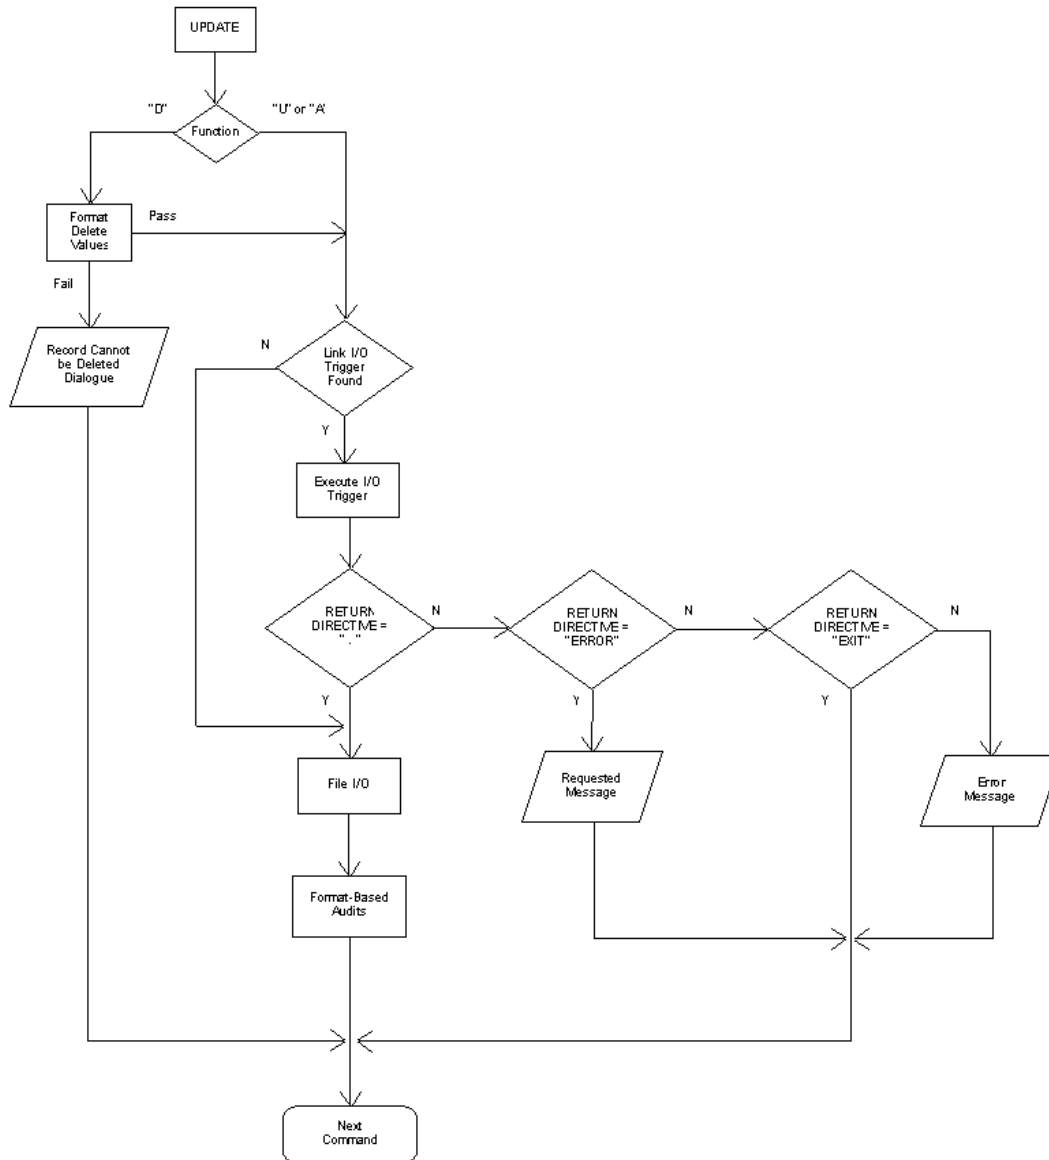 UPDATE
"D"
"U" or "A'
Function
Format
Delete
Values
Pass
Fail
Record Cannot
be Deleted
Dialogue
N
Link I/O
Trigger
Found
Y
Execute I/O
Trigger
RETURN
DIRECTIVE =
" . "
N
RETURN
DIRECTIVE =
"ERROR"
N
RETURN
DIRECTIVE =
"EXIT"
N
Y
Y
Y
File I/O
Requested
Message
Error
Message
Format-Based
Audits
Next
Command